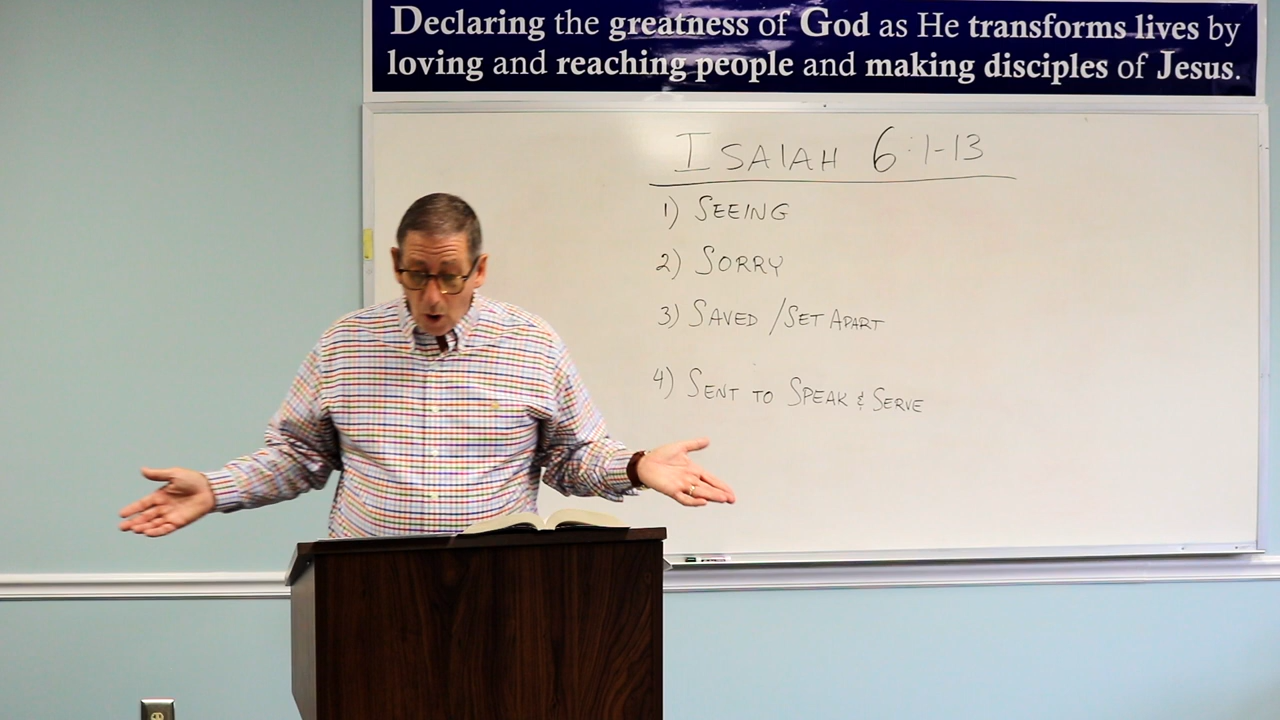 Declaring the greatness of God as He transforms lives by
loving and reaching people and making disciples of Jesus.
ISAIAH 6:1-13
1) SEEING
2) SORRY
3) SAVED / SET APART
4) SENT TO SPEAK & SERVE